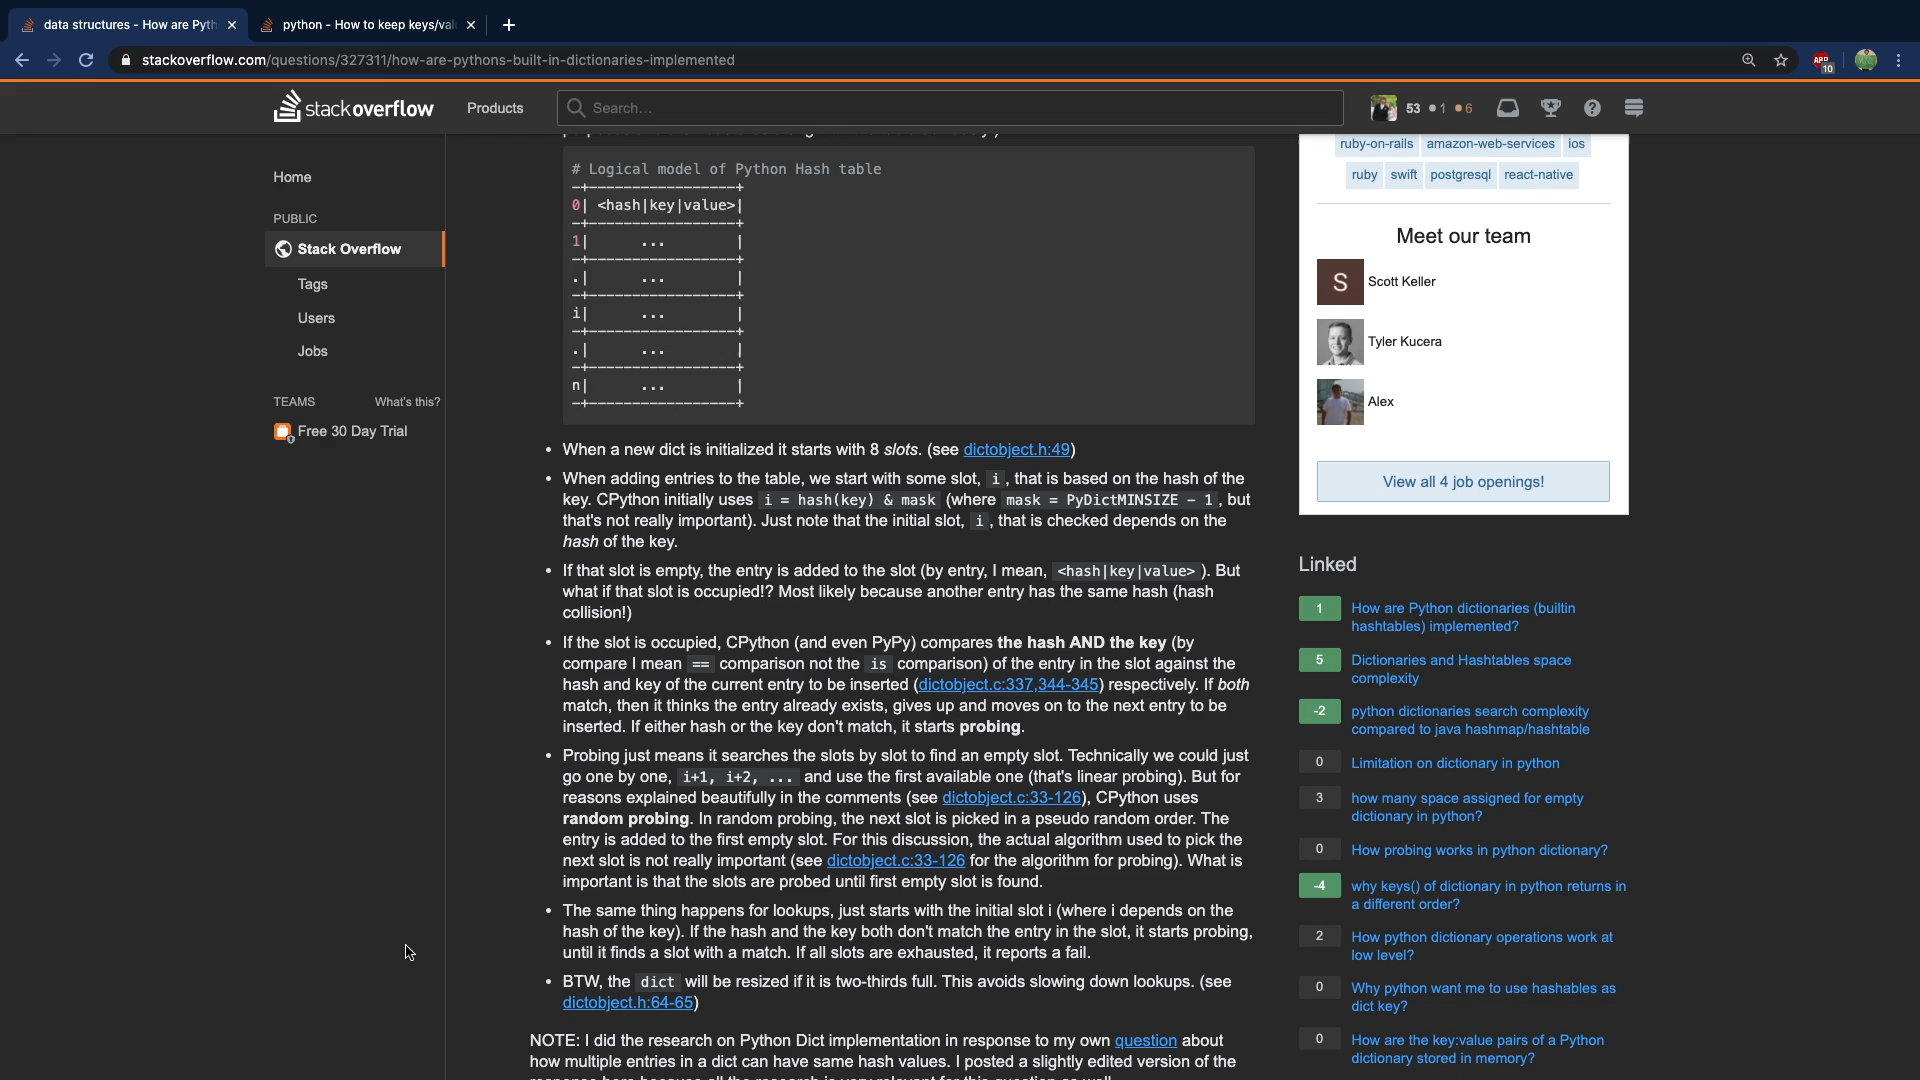 data structures - How are Pyth
python - How to keep keys/val
stackoverflow.com/questions/327311/how-are-pythons-built-in-dictionaries-implemented
ABP
10
stackoverflow
Products
Search...
53 1 6
Home
PUBLIC
Stack Overflow
Tags
Users
Jobs
TEAMS
What's this?
Free 30 Day Trial
# Logical model of Python Hash table
-+-----------------+
0| <hash|key|value>|
-+-----------------+
1|      ...        |
-+-----------------+
.|      ...        |
-+-----------------+
i|      ...        |
-+-----------------+
.|      ...        |
-+-----------------+
n|      ...        |
-+-----------------+
• When a new dict is initialized it starts with 8 slots. (see dictobject.h:49)
• When adding entries to the table, we start with some slot, i, that is based on the hash of the
key. CPython initially uses i = hash(key) & mask (where mask = PyDictMINSIZE - 1, but
that's not really important). Just note that the initial slot, i, that is checked depends on the
hash of the key.
• If that slot is empty, the entry is added to the slot (by entry, I mean, <hash|key|value>). But
what if that slot is occupied!? Most likely because another entry has the same hash (hash
collision!)
• If the slot is occupied, CPython (and even PyPy) compares the hash AND the key (by
compare I mean == comparison not the is comparison) of the entry in the slot against the
hash and key of the current entry to be inserted (dictobject.c:337,344-345) respectively. If both
match, then it thinks the entry already exists, gives up and moves on to the next entry to be
inserted. If either hash or the key don't match, it starts probing.
• Probing just means it searches the slots by slot to find an empty slot. Technically we could just
go one by one, i+1, i+2, ... and use the first available one (that's linear probing). But for
reasons explained beautifully in the comments (see dictobject.c:33-126), CPython uses
random probing. In random probing, the next slot is picked in a pseudo random order. The
entry is added to the first empty slot. For this discussion, the actual algorithm used to pick the
next slot is not really important (see dictobject.c:33-126 for the algorithm for probing). What is
important is that the slots are probed until first empty slot is found.
• The same thing happens for lookups, just starts with the initial slot i (where i depends on the
hash of the key). If the hash and the key both don't match the entry in the slot, it starts probing,
until it finds a slot with a match. If all slots are exhausted, it reports a fail.
• BTW, the dict will be resized if it is two-thirds full. This avoids slowing down lookups. (see
dictobject.h:64-65)
NOTE: I did the research on Python Dict implementation in response to my own question about
how multiple entries in a dict can have same hash values. I posted a slightly edited version of the
ruby-on-rails amazon-web-services ios
ruby swift postgresql react-native
Meet our team
S
Scott Keller
Tyler Kucera
Alex
View all 4 job openings!
Linked
1 How are Python dictionaries (builtin
hashtables) implemented?
5 Dictionaries and Hashtables space
complexity
-2 python dictionaries search complexity
compared to java hashmap/hashtable
0 Limitation on dictionary in python
3 how many space assigned for empty
dictionary in python?
0 How probing works in python dictionary?
-4 why keys() of dictionary in python returns in
a different order?
2 How python dictionary operations work at
low level?
0 Why python want me to use hashables as
dict key?
0 How are the key:value pairs of a Python
dictionary stored in memory?